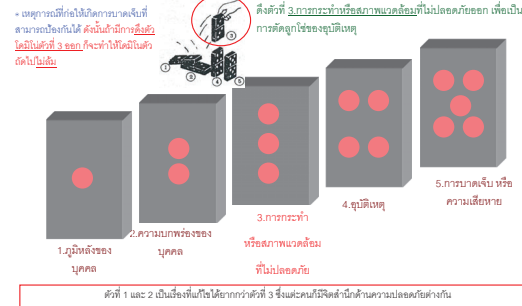 - เหตุการณ์ที่ก่อให้เกิดการบาดเจ็บที่
สามารถป้องกันได้ ดังนั้นถ้ามีการดึงตัว
โดมิโนตัวที่ 3 ออก ก็จะทำให้โดมิโนตัว
ถัดไปไม่ล้ม
ดึงตัวที่ 3.การกระทำหรือสภาพแวดล้อมที่ไม่ปลอดภัยออก เพื่อเป็น
การตัดลูกโซ่ของอุบัติเหตุ
1 2 3 4 5
1.ภูมิหลังของ
บุคคล
2.ความบกพร่องของ
บุคคล
3.การกระทำ
หรือสภาพแวดล้อม
ที่ไม่ปลอดภัย
4.อุบัติเหตุ
5.การบาดเจ็บ หรือ
ความเสียหาย
ตัวที่ 1 และ 2 เป็นเรื่องที่แก้ไขได้ยากกว่าตัวที่ 3 ซึ่งแต่ละคนก็มีจิตสำนึกด้านความปลอดภัยต่างกัน